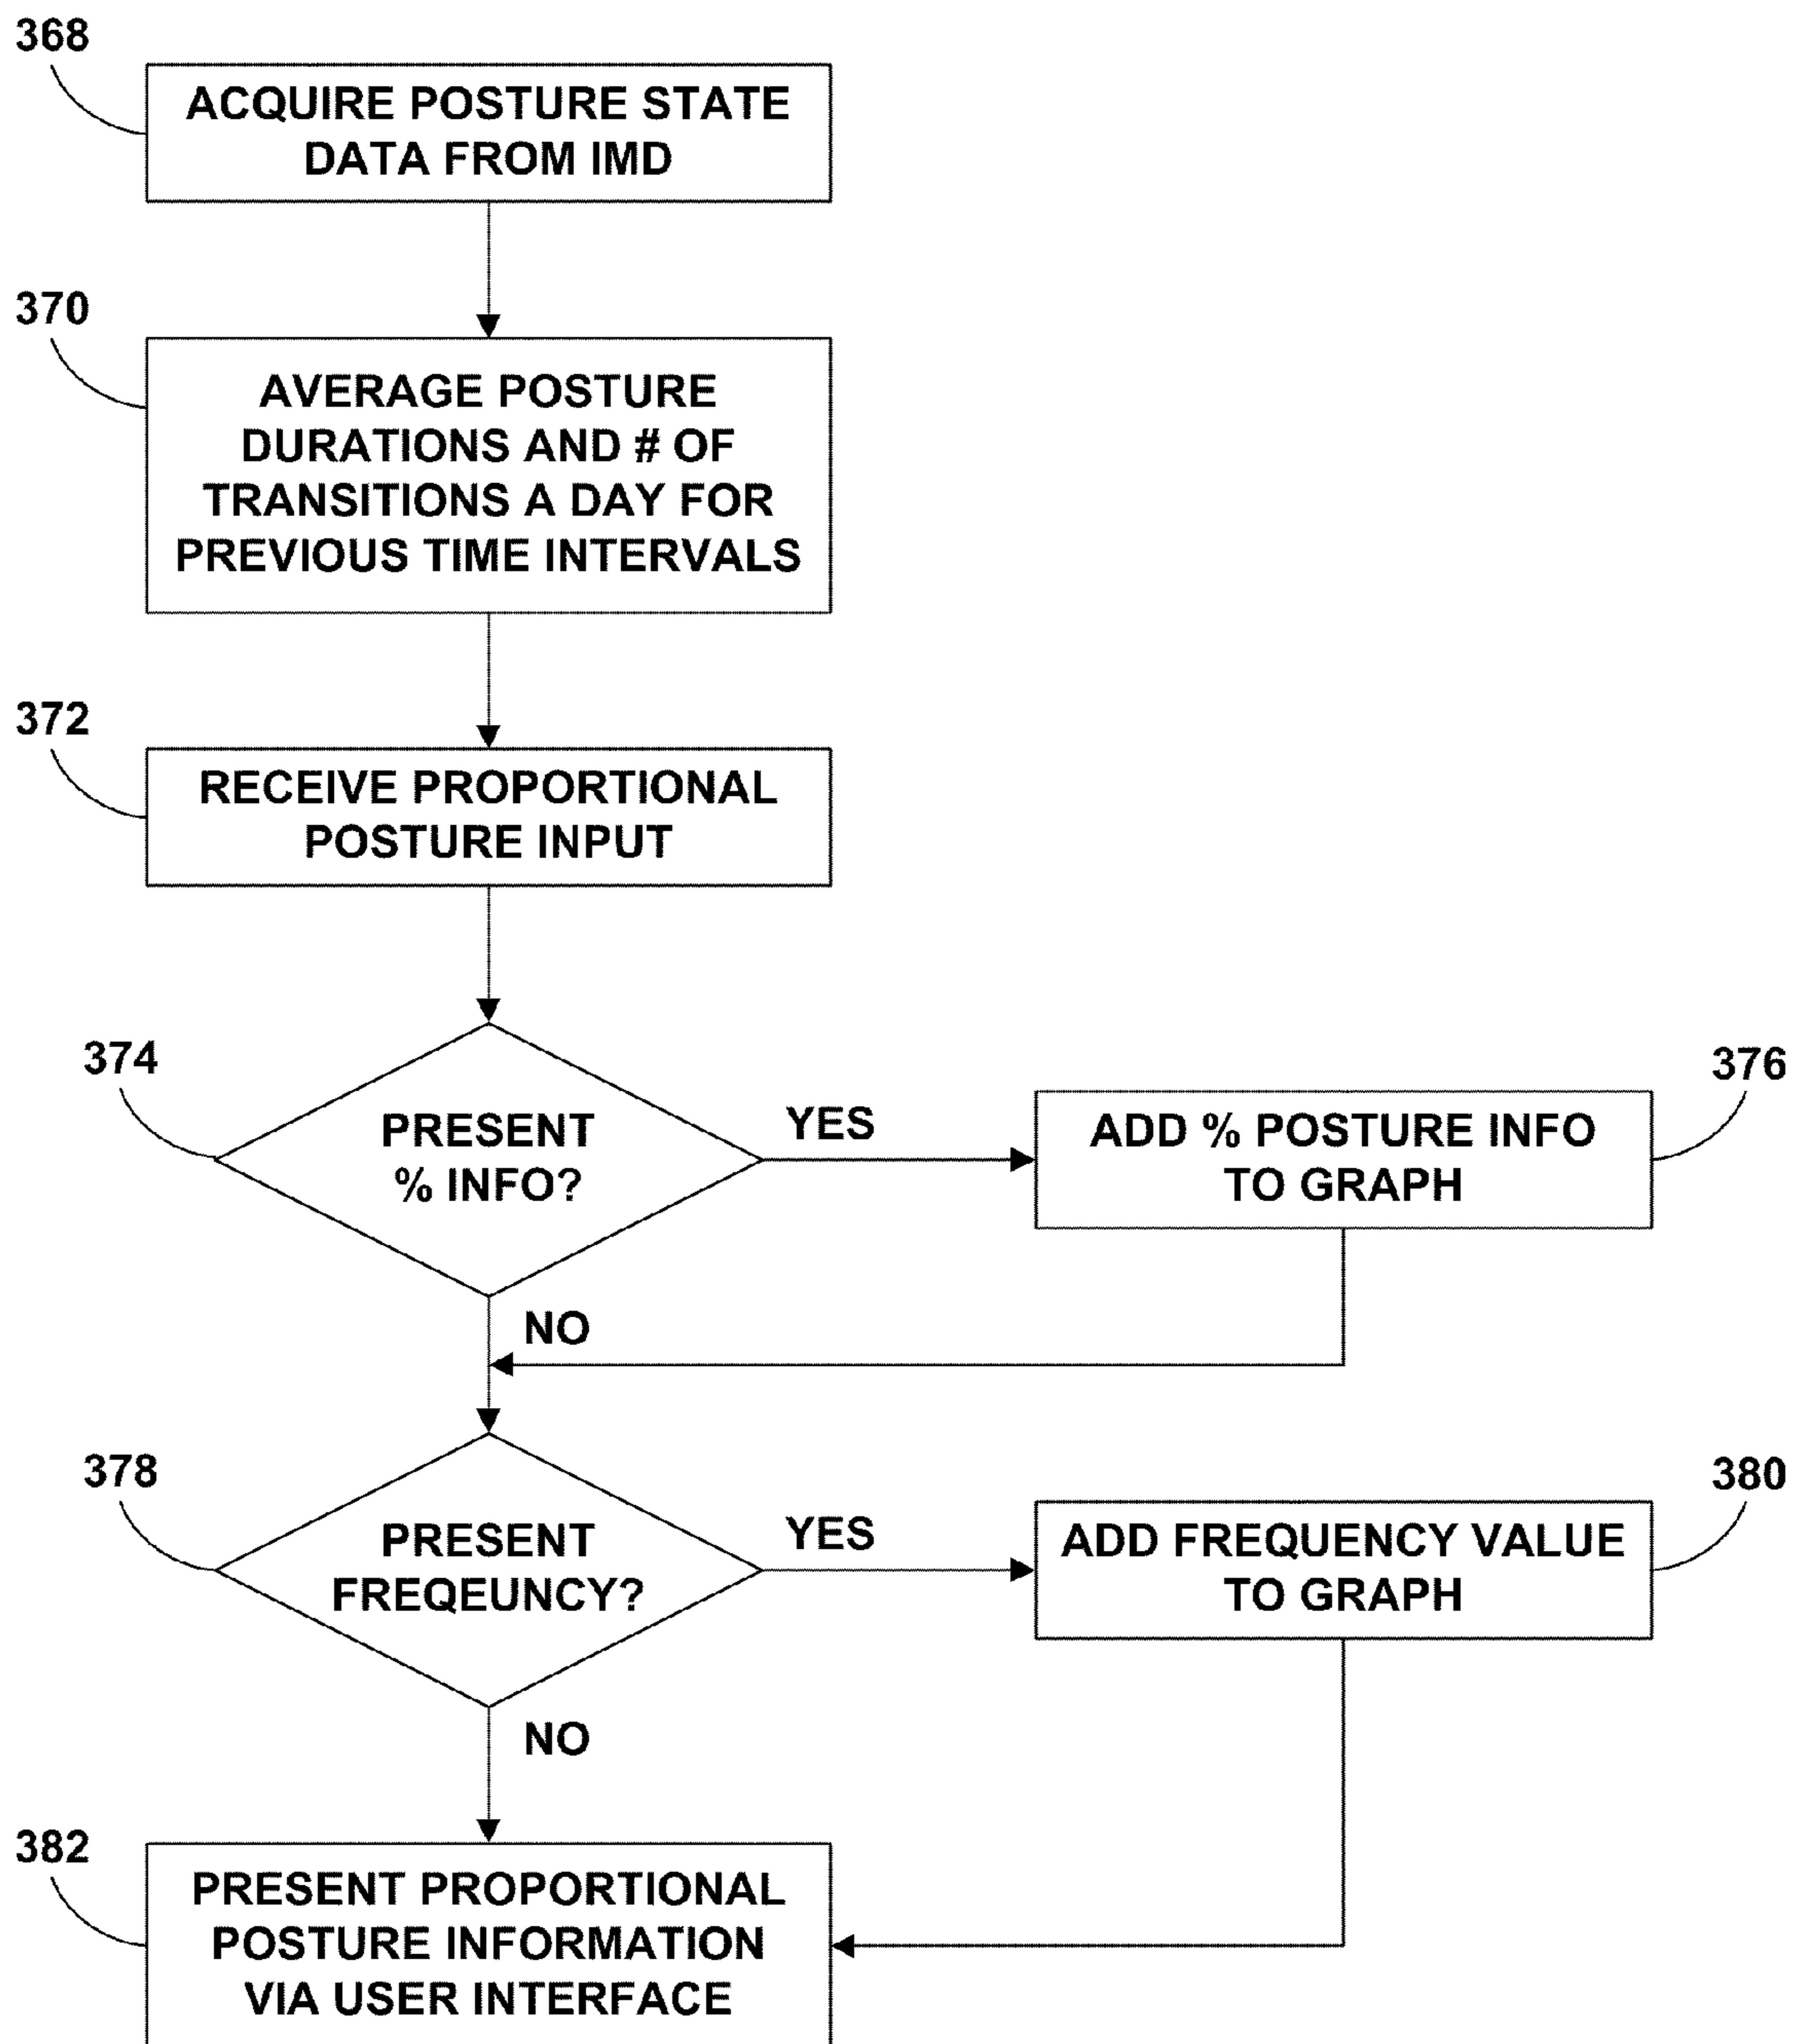 368
ACQUIRE POSTURE STATE
DATA FROM IMD
370
AVERAGE POSTURE
DURATIONS AND # OF
TRANSITIONS A DAY FOR
PREVIOUS TIME INTERVALS
372
RECEIVE PROPORTIONAL
POSTURE INPUT
374
PRESENT
% INFO?
YES
376
ADD % POSTURE INFO
TO GRAPH
NO
378
PRESENT
FREQEUNCY?
YES
380
ADD FREQUENCY VALUE
TO GRAPH
NO
382
PRESENT PROPORTIONAL
POSTURE INFORMATION
VIA USER INTERFACE